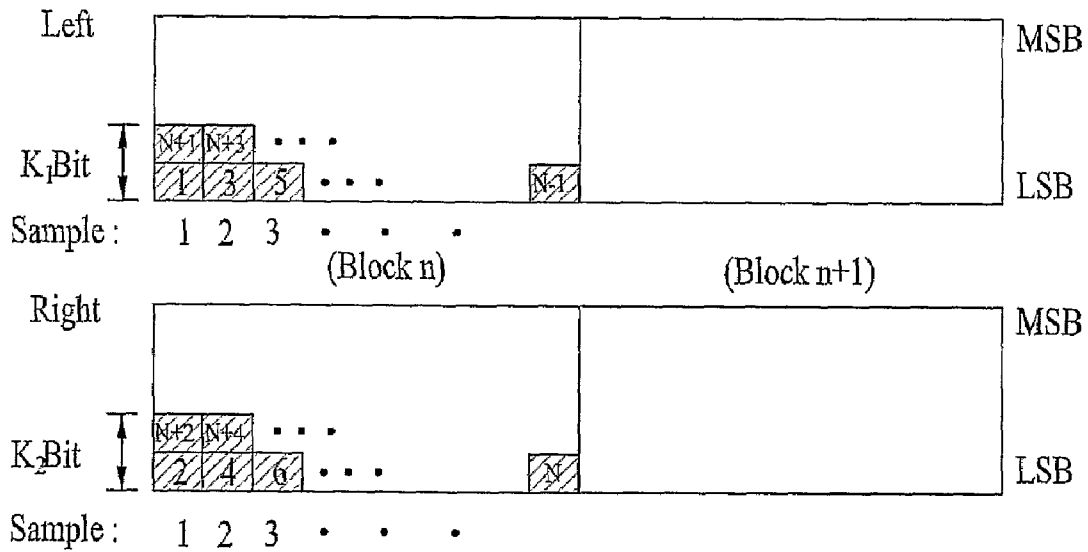 Left MSB
N+1 N+3 . . .
K₁Bit
1 3 5 . . . N-1 LSB
Sample : 1 2 3 . . .
(Block n) (Block n+1)
Right MSB
N+2 N+4 . . .
K₂Bit
2 4 6 . . . N LSB
Sample : 1 2 3 . . .